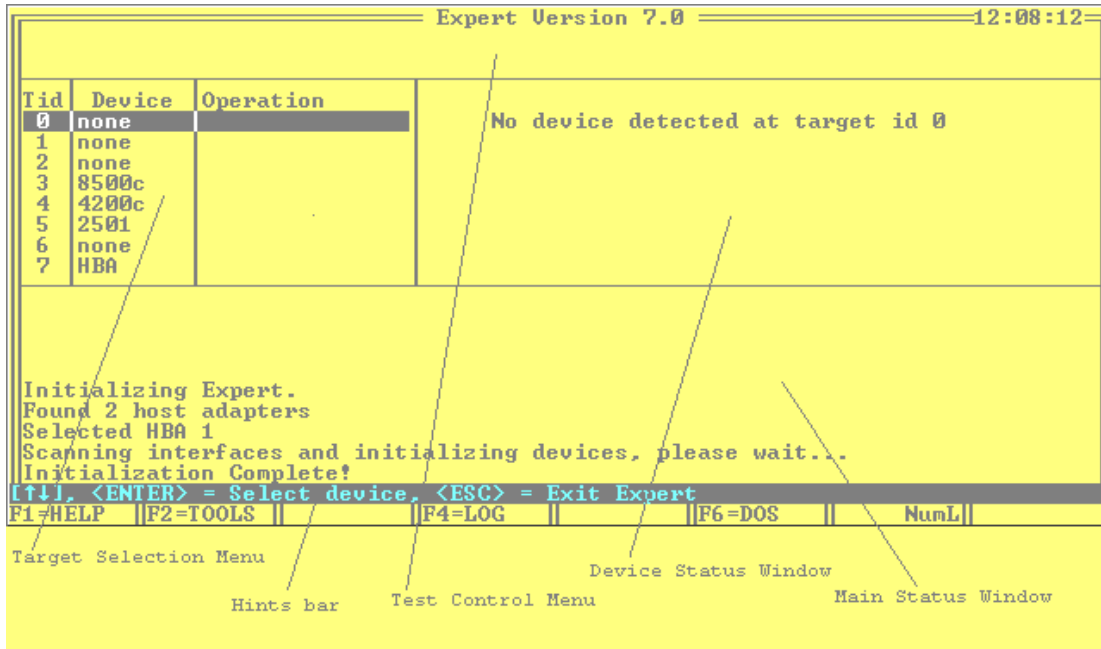 Expert Version 7.0 12:08:12
Tid Device Operation
0 none No device detected at target id 0
1 none
2 none
3 8500c
4 4200c
5 2501
6 none
7 HBA
Initializing Expert.
Found 2 host adapters
Selected HBA 1
Scanning interfaces and initializing devices, please wait...
Initialization Complete!
[↑↓], <ENTER> = Select device, <ESC> = Exit Expert
F1=HELP F2=TOOLS F4=LOG F6=DOS NumL
Target Selection Menu
Device Status Window
Hints bar Test Control Menu Main Status Window